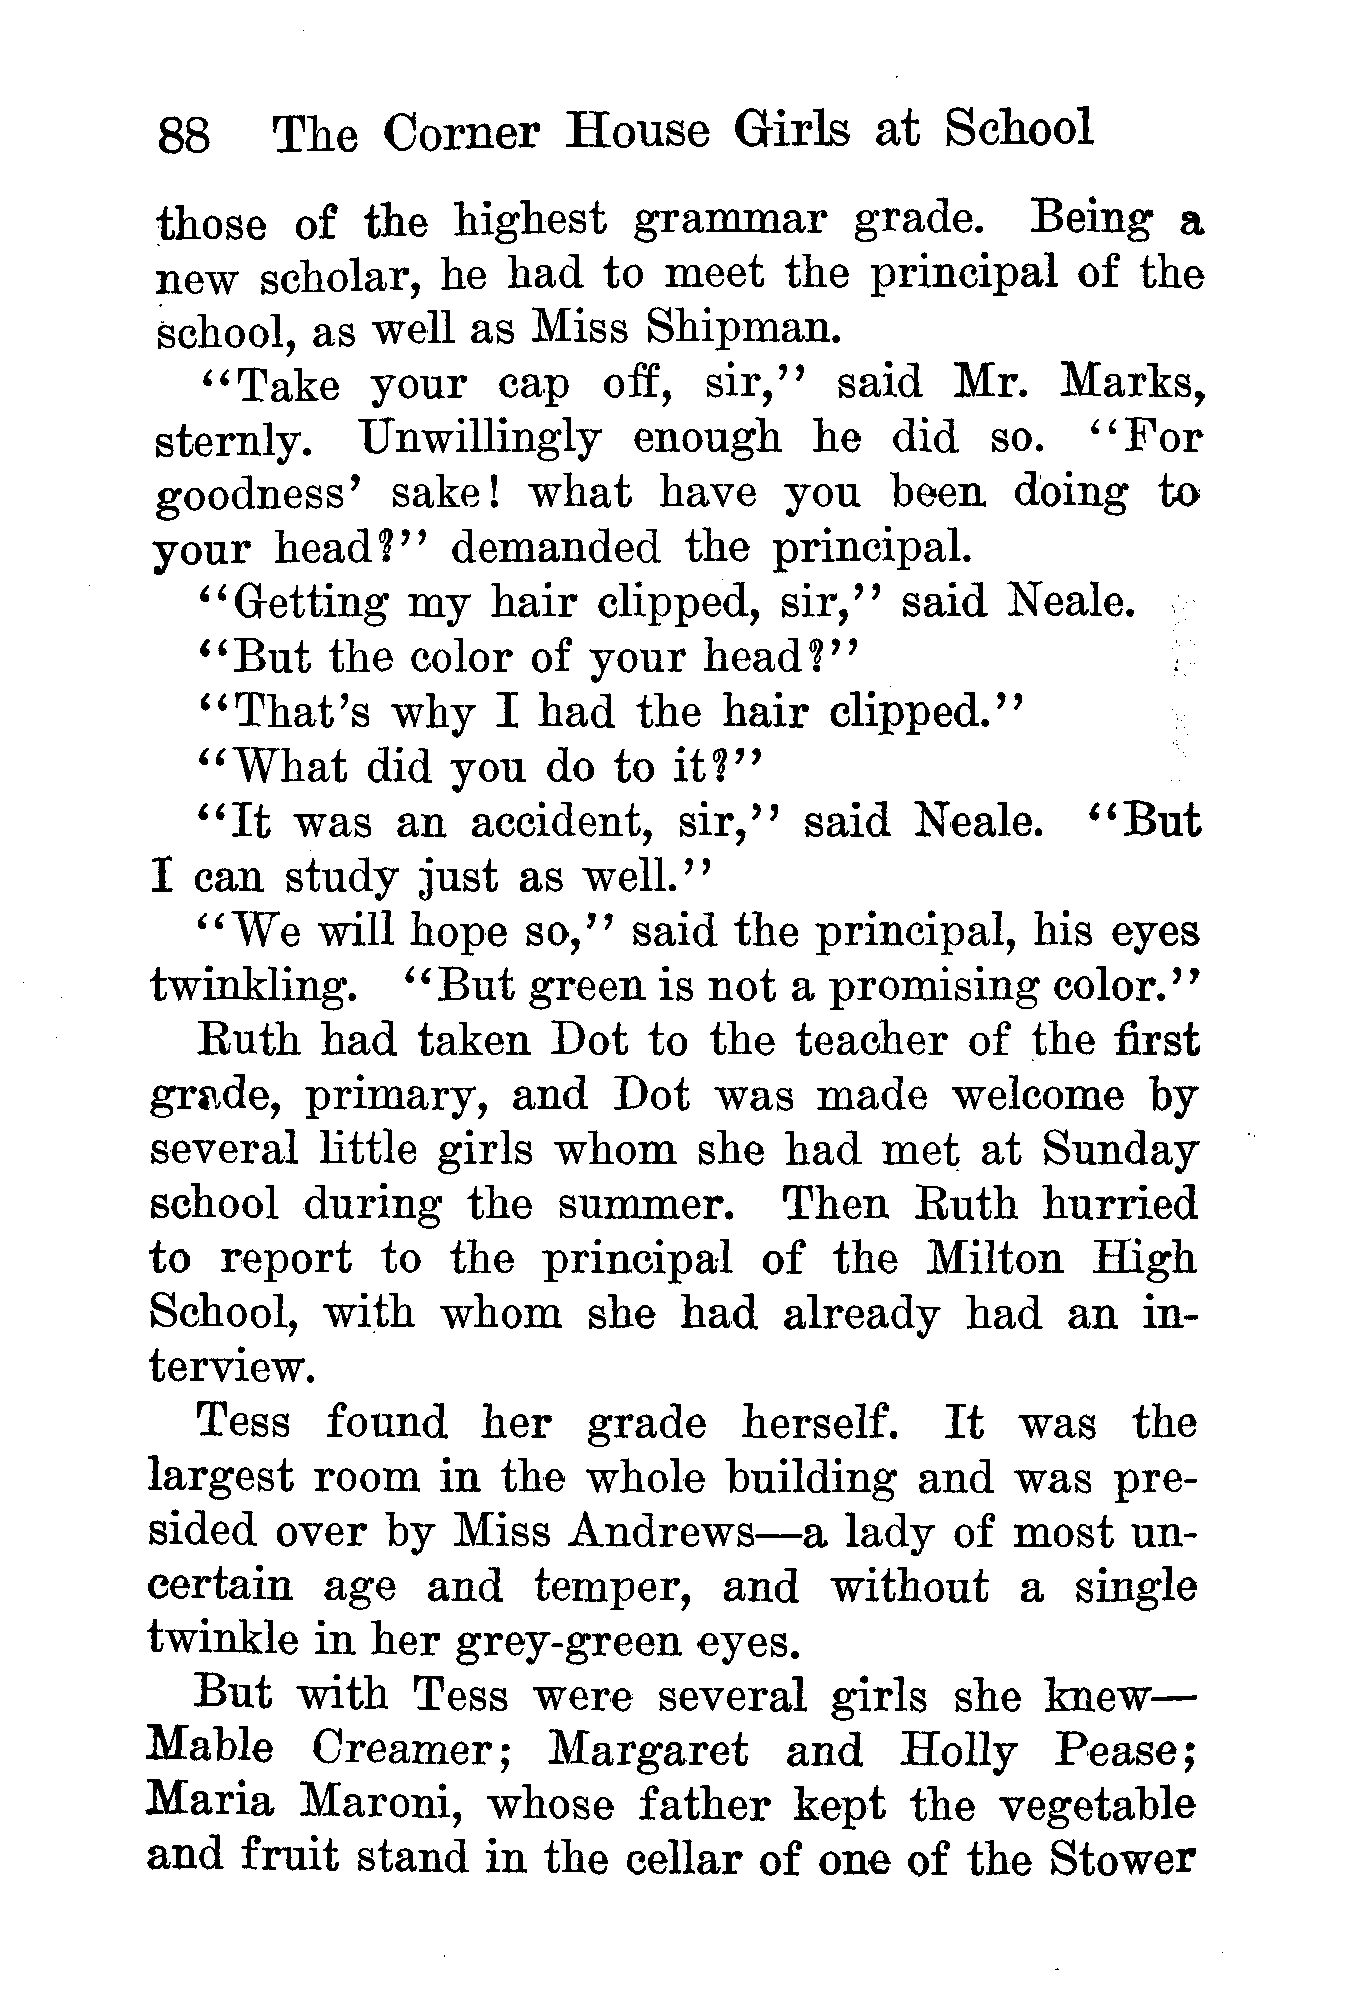 88 The Corner House Girls at School
those of the highest grammar grade. Being a
new scholar, he had to meet the principal of the
school, as well as Miss Shipman.
"Take your cap off, sir," said Mr. Marks,
sternly. Unwillingly enough he did so. "For
goodness' sake! what have you been doing to
your head?" demanded the principal.
"Getting my hair clipped, sir," said Neale.
"But the color of your head?"
"That's why I had the hair clipped."
"What did you do to it?"
"It was an accident, sir," said Neale. "But
I can study just as well."
"We will hope so," said the principal, his eyes
twinkling. "But green is not a promising color."
Ruth had taken Dot to the teacher of the first
grade, primary, and Dot was made welcome by
several little girls whom she had met at Sunday
school during the summer. Then Ruth hurried
to report to the principal of the Milton High
School, with whom she had already had an in-
terview.
Tess found her grade herself. It was the
largest room in the whole building and was pre-
sided over by Miss Andrews—a lady of most un-
certain age and temper, and without a single
twinkle in her grey-green eyes.
But with Tess were several girls she knew—
Mable Creamer; Margaret and Holly Pease;
Maria Maroni, whose father kept the vegetable
and fruit stand in the cellar of one of the Stower